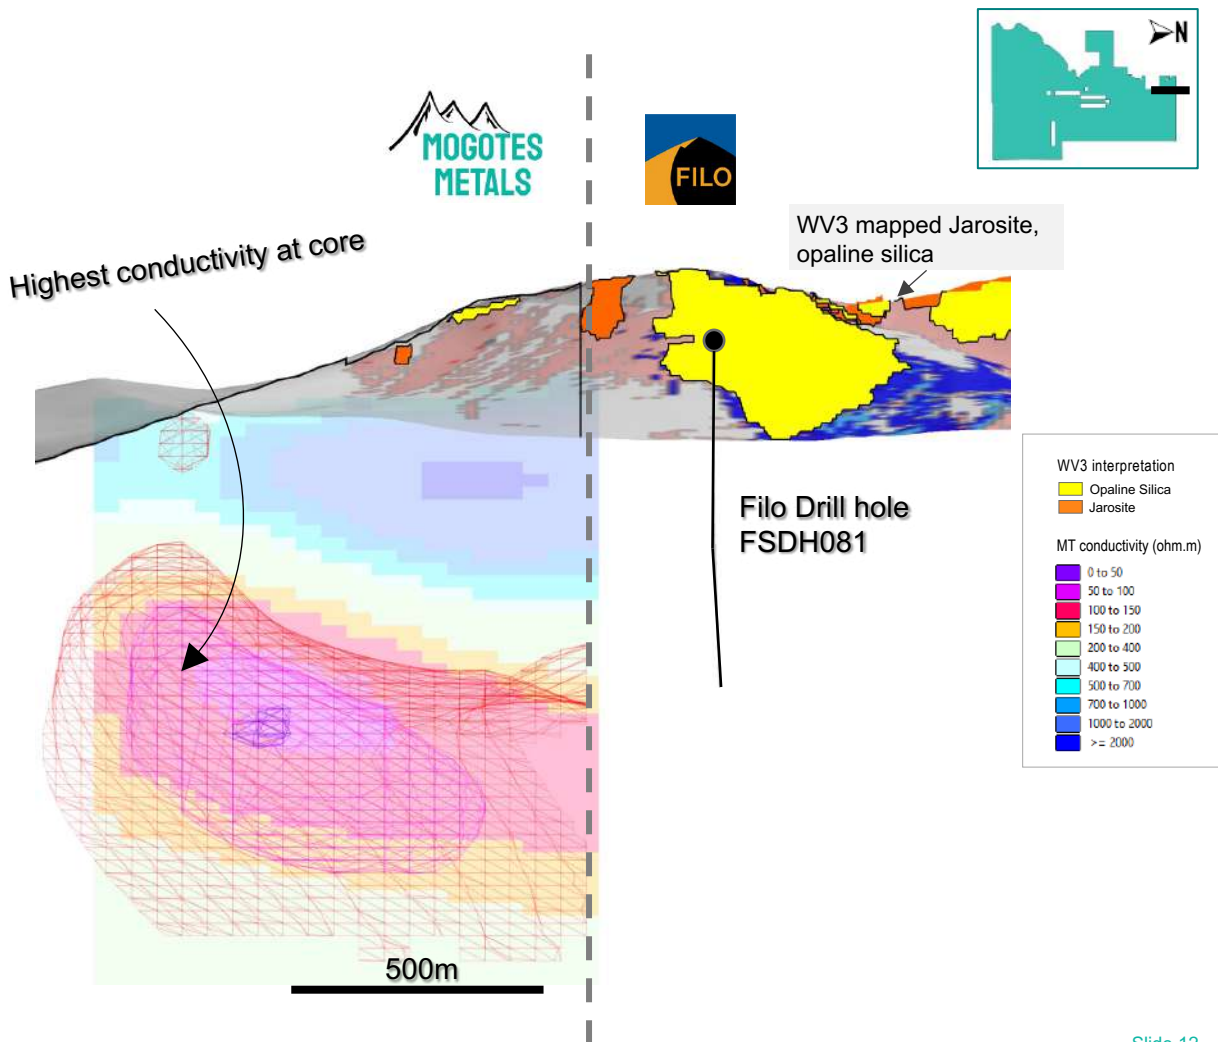 N
MOGOTES
METALS
FILO
WV3 mapped Jarosite,
opaline silica
Highest conductivity at core
Filo Drill hole
FSDH081
WV3 interpretation
Opaline Silica
Jarosite
MT conductivity (ohm.m)
0 to 50
50 to 100
100 to 150
150 to 200
200 to 400
400 to 500
500 to 700
700 to 1000
1000 to 2000
>= 2000
500m
Slide 12